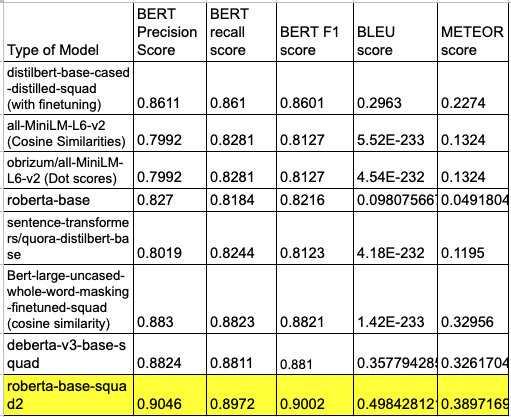 Type of Model BERT Precision Score BERT recall score BERT F1 score BLEU score METEOR score
distilbert-base-cased
-distilled-squad
(with finetuning) 0.8611 0.861 0.8601 0.2963 0.2274
all-MiniLM-L6-v2
(Cosine Similarities) 0.7992 0.8281 0.8127 5.52E-233 0.1324
obrizum/all-MiniLM-
L6-v2 (Dot scores) 0.7992 0.8281 0.8127 4.54E-232 0.1324
roberta-base 0.827 0.8184 0.8216 0.09807566 0.0491804
sentence-transforme
rs/quora-distilbert-ba
se 0.8019 0.8244 0.8123 4.18E-232 0.1195
Bert-large-uncased-
whole-word-masking
-finetuned-squad
(cosine similarity) 0.883 0.8823 0.8821 1.42E-233 0.32956
deberta-v3-base-s
quad 0.8824 0.8811 0.881 0.35779428 0.3261704
roberta-base-squa
d2 0.9046 0.8972 0.9002 0.49842812 0.3897169